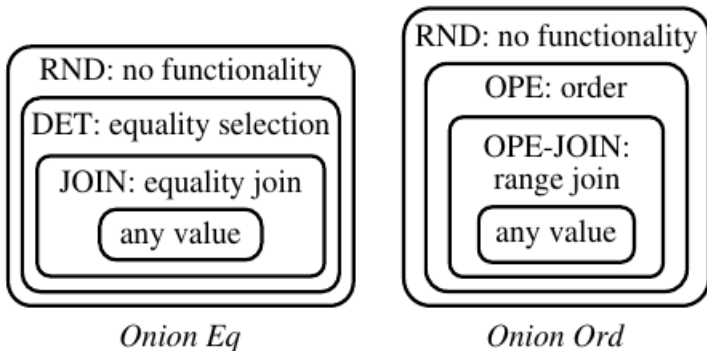 RND: no functionality
DET: equality selection
JOIN: equality join
any value
Onion Eq
RND: no functionality
OPE: order
OPE-JOIN:
range join
any value
Onion Ord